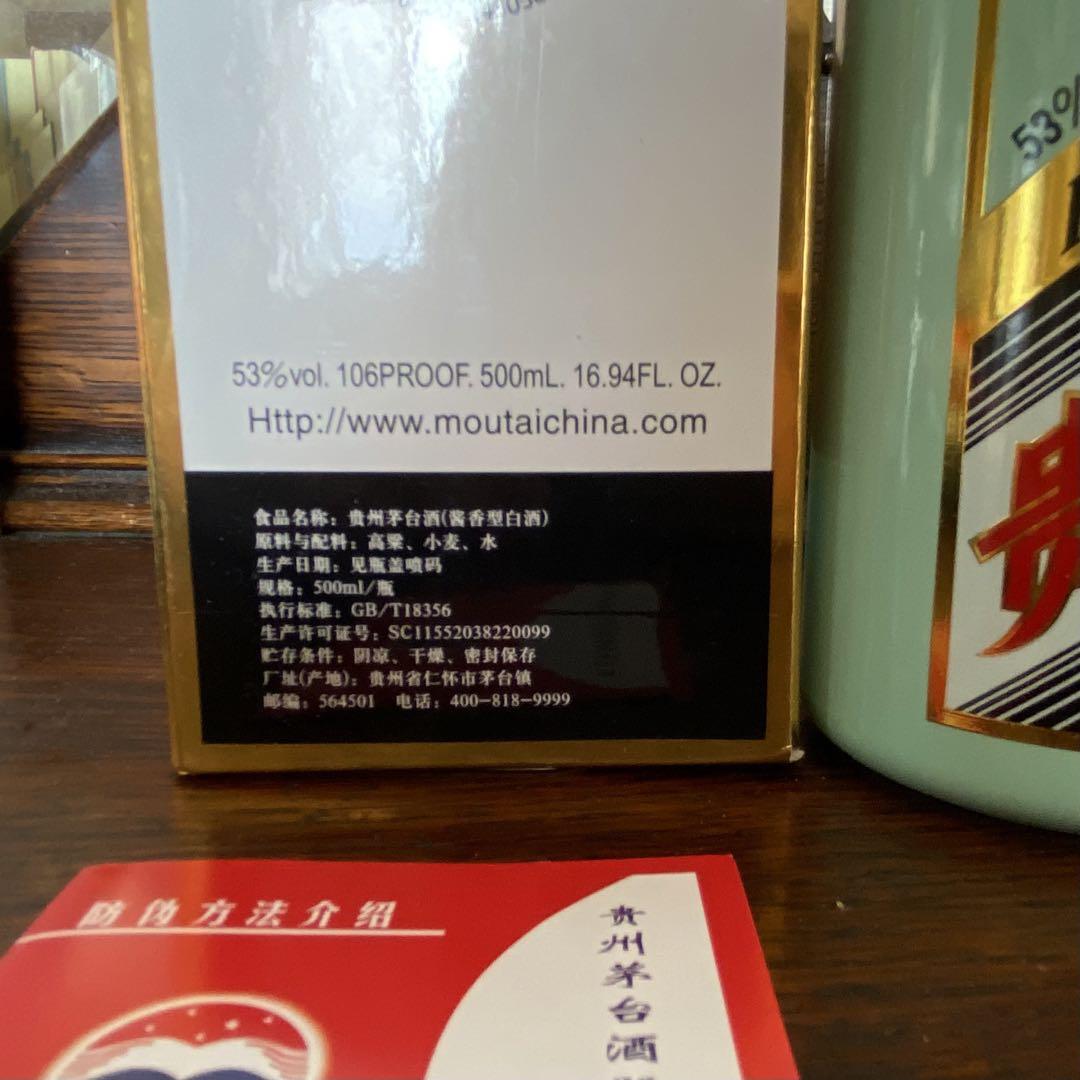 53%vol. 106PROOF. 500mL. 16.94FL. OZ.
Http://www.moutaichina.com
食品名称：贵州茅台酒(酱香型白酒)
原料与配料：高粱、小麦、水
生产日期：见瓶盖喷码
规格：500ml/瓶
执行标准：GB/T18356
生产许可证号：SC11552038220099
贮存条件：阴凉、干燥、密封保存
厂址(产地)：贵州省仁怀市茅台镇
邮编：564501 电话：400-818-9999
53%
贵
防伪方法介绍
贵州茅台酒